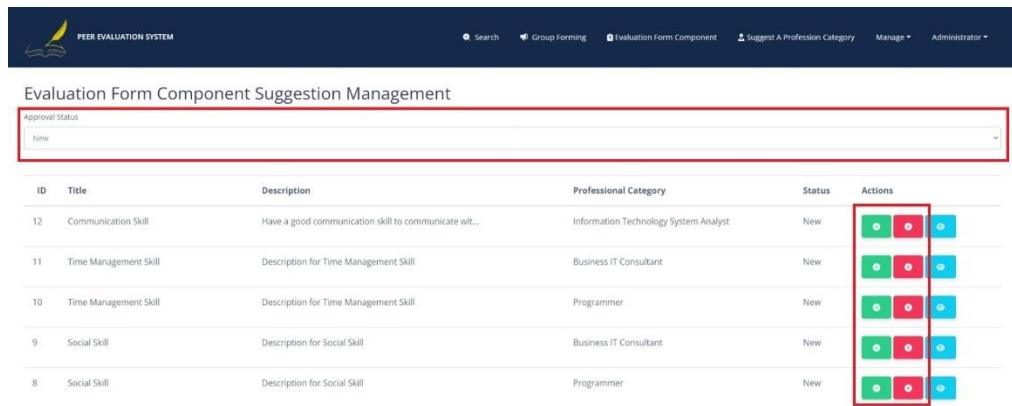 PEER EVALUATION SYSTEM Search Group Forming Evaluation Form Component Suggest A Profession Category Manage Administrator
Evaluation Form Component Suggestion Management
Approval Status
New
ID Title Description Professional Category Status Actions
12 Communication Skill Have a good communication skill to communicate wit... Information Technology System Analyst New
11 Time Management Skill Description for Time Management Skill Business IT Consultant New
10 Time Management Skill Description for Time Management Skill Programmer New
9 Social Skill Description for Social Skill Business IT Consultant New
8 Social Skill Description for Social Skill Programmer New